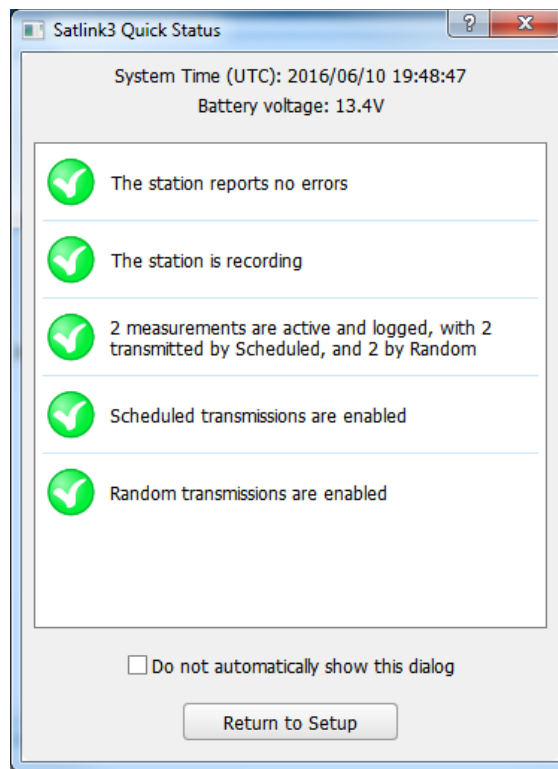 Satlink3 Quick Status
System Time (UTC): 2016/06/10 19:48:47
Battery voltage: 13.4V
The station reports no errors
The station is recording
2 measurements are active and logged, with 2
transmitted by Scheduled, and 2 by Random
Scheduled transmissions are enabled
Random transmissions are enabled
Do not automatically show this dialog
Return to Setup